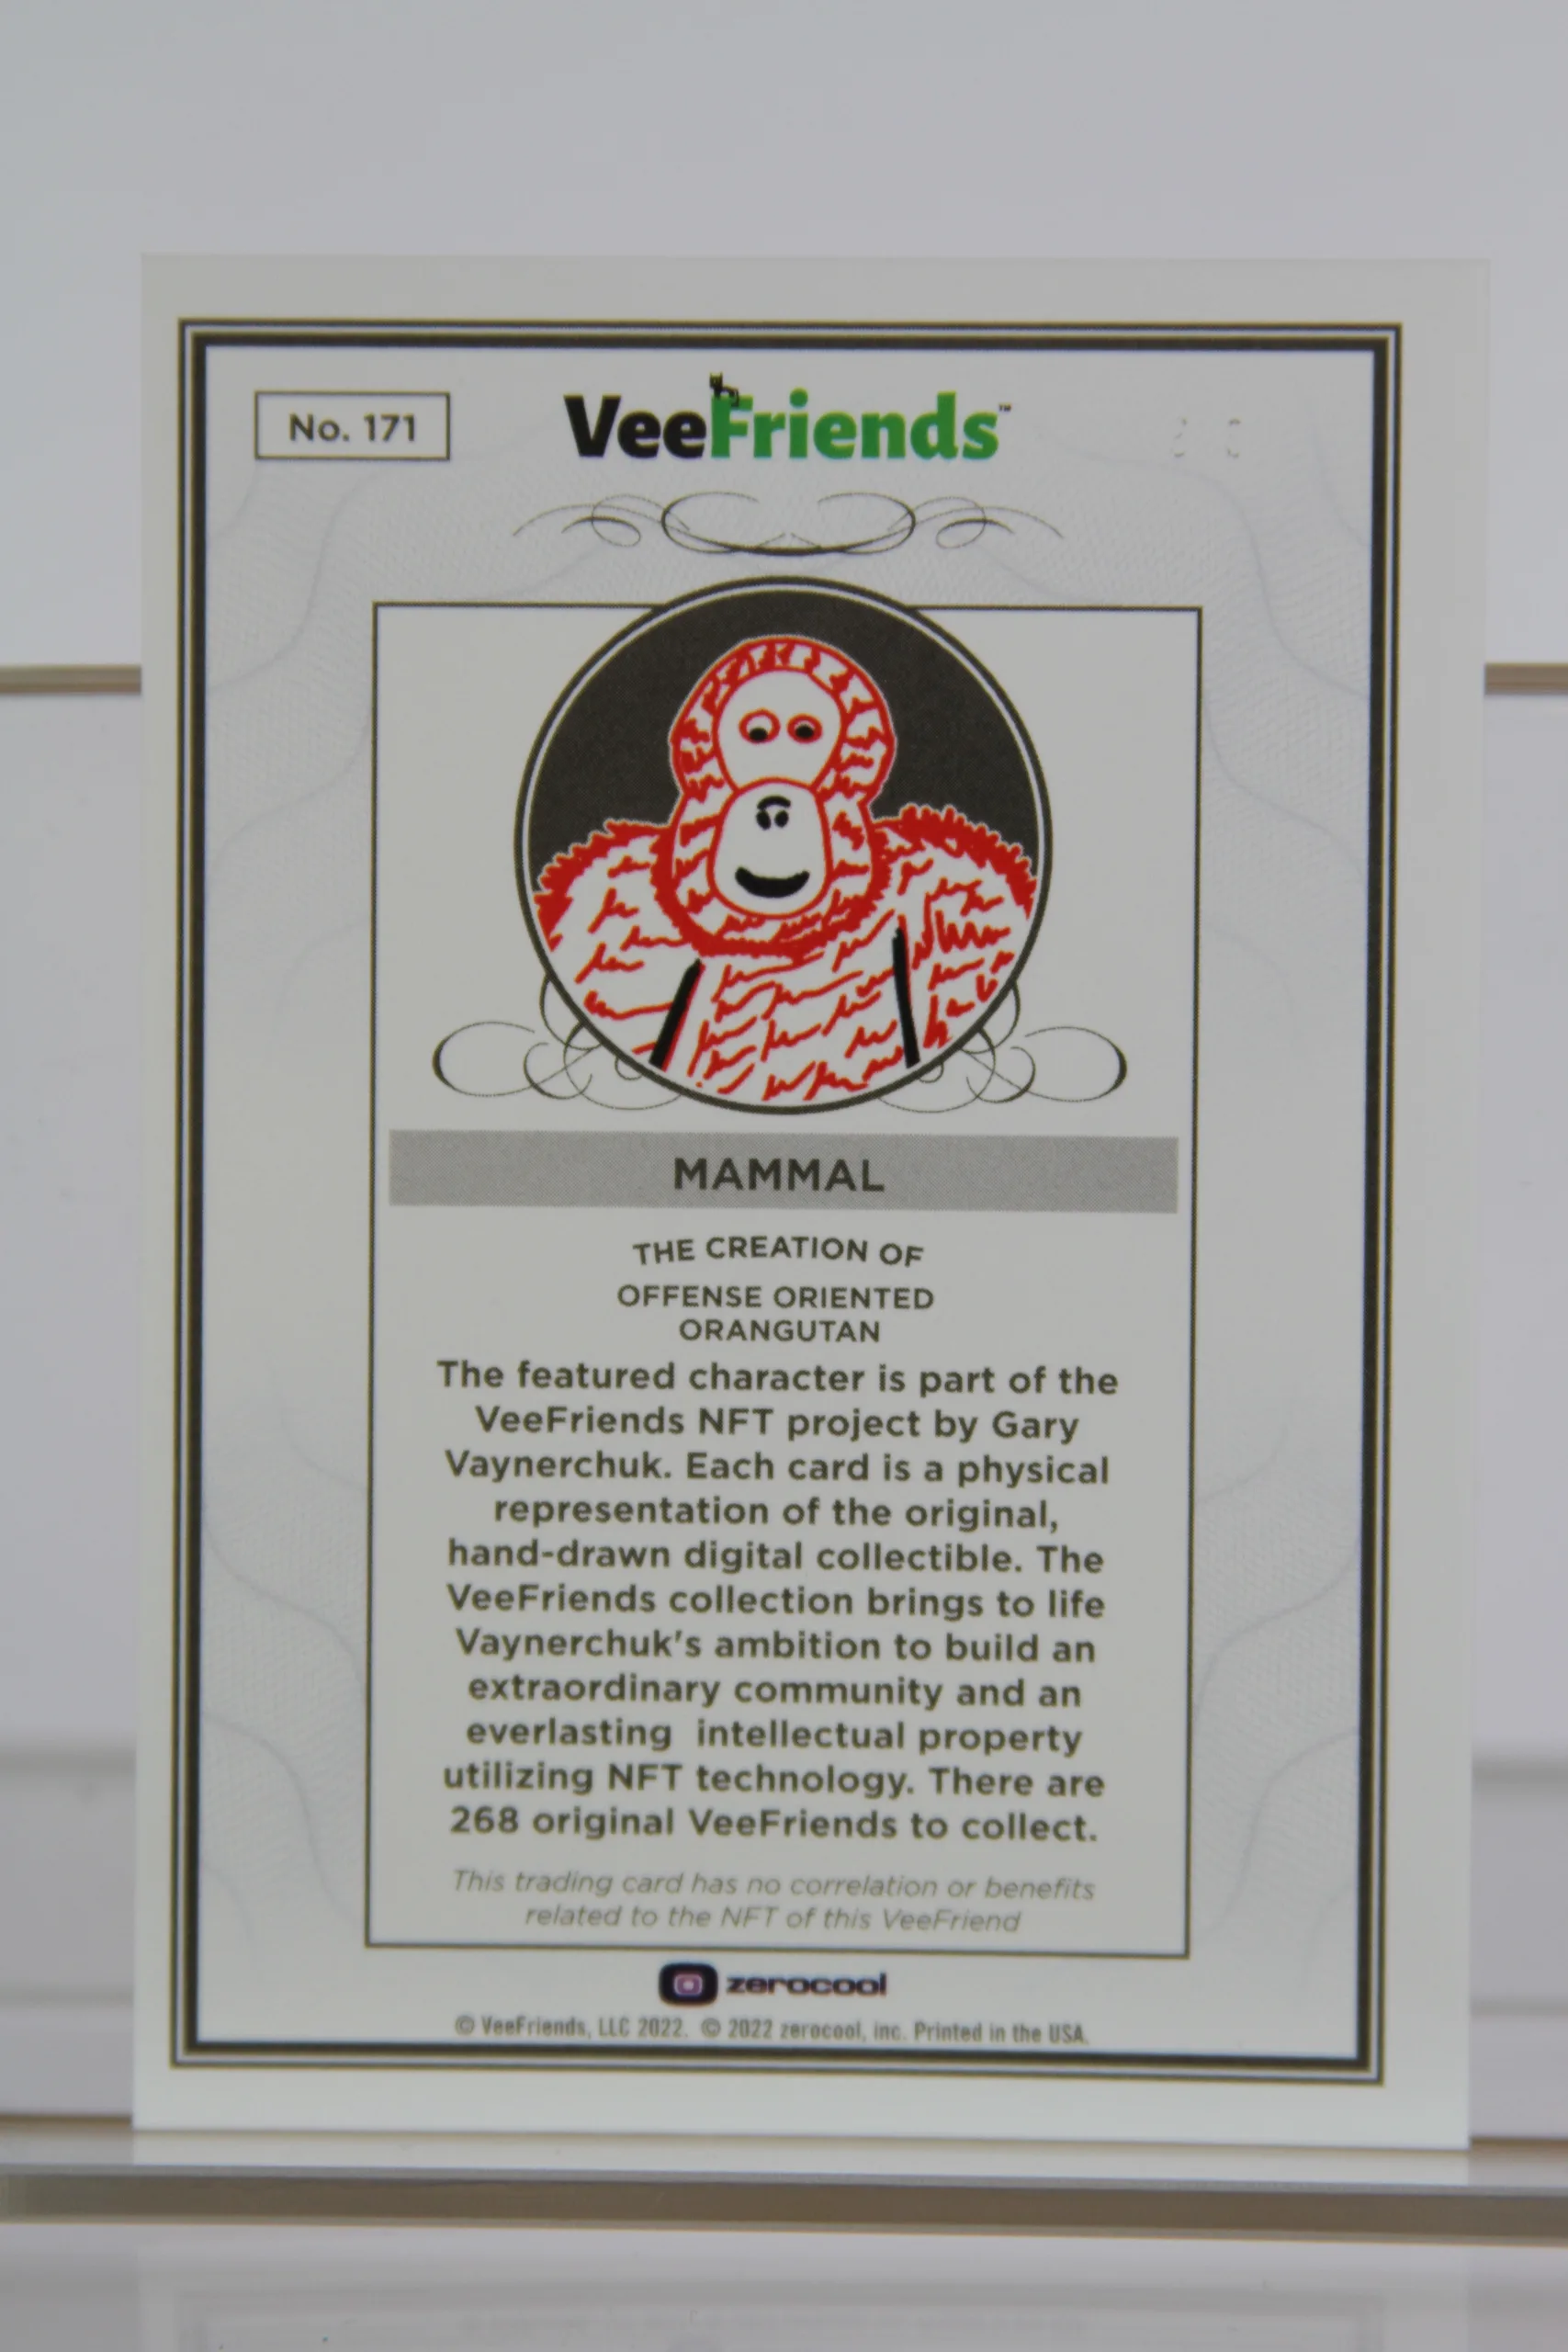 No. 171
VeeFriends™
MAMMAL
THE CREATION OF
OFFENSE ORIENTED
ORANGUTAN
The featured character is part of the
VeeFriends NFT project by Gary
Vaynerchuk. Each card is a physical
representation of the original,
hand-drawn digital collectible. The
VeeFriends collection brings to life
Vaynerchuk's ambition to build an
extraordinary community and an
everlasting  intellectual property
utilizing NFT technology. There are
268 original VeeFriends to collect.
This trading card has no correlation or benefits
related to the NFT of this VeeFriend
zerocool
© VeeFriends, LLC 2022. © 2022 zerocool, inc. Printed in the USA.